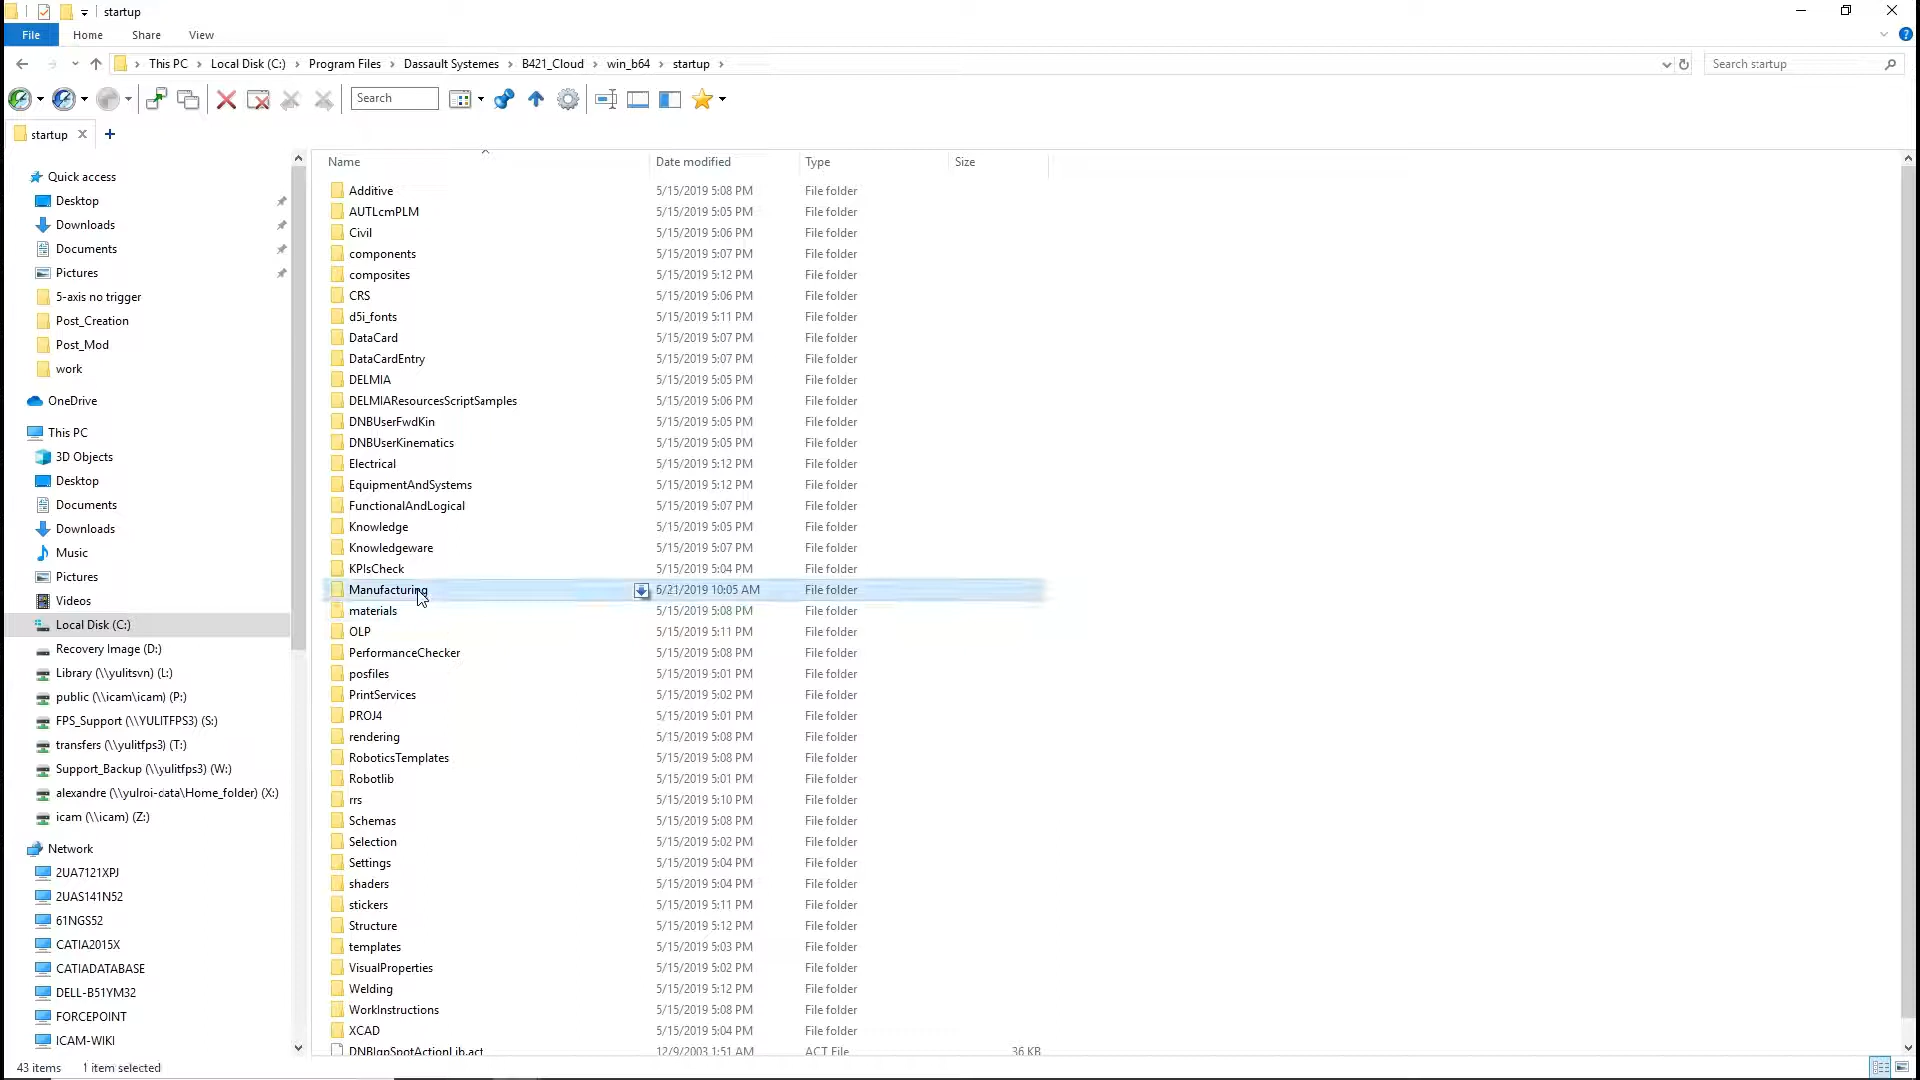 startup
File Home Share View
This PC Local Disk (C:) Program Files Dassault Systemes B421_Cloud win_b64 startup
Search startup
Search
startup
Name Date modified Type Size
Quick access
Desktop
Downloads
Documents
Pictures
5-axis no trigger
Post_Creation
Post_Mod
work
OneDrive
This PC
3D Objects
Desktop
Documents
Downloads
Music
Pictures
Videos
Local Disk (C:)
Recovery Image (D:)
Library (\\yulitsvn) (L:)
public (\\icam\icam) (P:)
FPS_Support (\\YULITFPS3) (S:)
transfers (\\yulitfps3) (T:)
Support_Backup (\\yulitfps3) (W:)
alexandre (\\yulroi-cata\Home_folder) (X:)
icam (\\icam) (Z:)
Network
2UA7121XPJ
2UAS141N52
61NGS52
CATIA2015X
CATIADATABASE
DELL-B51YM32
FORCEPOINT
ICAM-WIKI
Additive 5/15/2019 5:08 PM File folder
AUTLcmPLM 5/15/2019 5:05 PM File folder
Civil 5/15/2019 5:06 PM File folder
components 5/15/2019 5:07 PM File folder
composites 5/15/2019 5:12 PM File folder
CRS 5/15/2019 5:06 PM File folder
d5i_fonts 5/15/2019 5:11 PM File folder
DataCard 5/15/2019 5:07 PM File folder
DataCardEntry 5/15/2019 5:07 PM File folder
DELMIA 5/15/2019 5:05 PM File folder
DELMIAResourcesScriptSamples 5/15/2019 5:06 PM File folder
DNBUserFwdKin 5/15/2019 5:05 PM File folder
DNBUserKinematics 5/15/2019 5:05 PM File folder
Electrical 5/15/2019 5:12 PM File folder
EquipmentAndSystems 5/15/2019 5:12 PM File folder
FunctionalAndLogical 5/15/2019 5:07 PM File folder
Knowledge 5/15/2019 5:05 PM File folder
Knowledgeware 5/15/2019 5:07 PM File folder
KPIsCheck 5/15/2019 5:04 PM File folder
Manufacturing 6/21/2019 10:05 AM File folder
materials 5/15/2019 5:08 PM File folder
OLP 5/15/2019 5:11 PM File folder
PerformanceChecker 5/15/2019 5:08 PM File folder
posfiles 5/15/2019 5:01 PM File folder
PrintServices 5/15/2019 5:02 PM File folder
PROJ4 5/15/2019 5:01 PM File folder
rendering 5/15/2019 5:08 PM File folder
RoboticsTemplates 5/15/2019 5:08 PM File folder
Robotlib 5/15/2019 5:01 PM File folder
rrs 5/15/2019 5:10 PM File folder
Schemas 5/15/2019 5:08 PM File folder
Selection 5/15/2019 5:02 PM File folder
Settings 5/15/2019 5:04 PM File folder
shaders 5/15/2019 5:04 PM File folder
stickers 5/15/2019 5:11 PM File folder
Structure 5/15/2019 5:12 PM File folder
templates 5/15/2019 5:03 PM File folder
VisualProperties 5/15/2019 5:02 PM File folder
Welding 5/15/2019 5:12 PM File folder
WorkInstructions 5/15/2019 5:08 PM File folder
XCAD 5/15/2019 5:04 PM File folder
DNBIgpSpotActionLib.act 12/9/2003 1:51 AM ACT File 36 KB
43 items 1 item selected